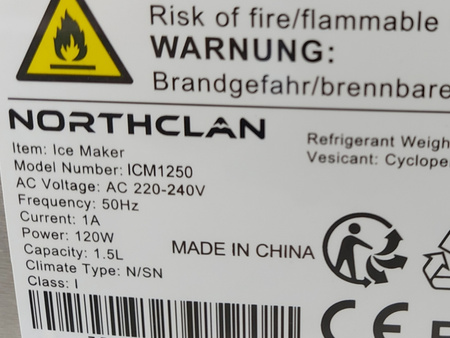 Risk of fire/flammable
WARNUNG:
Brandgefahr/brennbare
NORTHCLAN
Item: Ice Maker
Model Number: ICM1250
AC Voltage: AC 220-240V
Frequency: 50Hz
Current: 1A
Power: 120W
Capacity: 1.5L
Climate Type: N/SN
Class: I
Refrigerant Weigh
Vesicant: Cyclope
MADE IN CHINA
CE